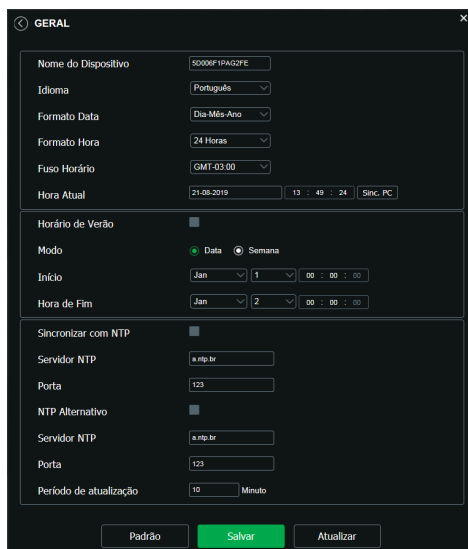 GERAL
Nome do Dispositivo 5D006F1PAG2FE
Idioma Português
Formato Data Dia-Mês-Ano
Formato Hora 24 Horas
Fuso Horário GMT-03:00
Hora Atual 21-08-2019 13 : 49 : 24 Sinc. PC
Horário de Verão
Modo Data Semana
Início Jan 1 00 : 00 : 00
Hora de Fim Jan 2 00 : 00 : 00
Sincronizar com NTP
Servidor NTP a.ntp.br
Porta 123
NTP Alternativo
Servidor NTP a.ntp.br
Porta 123
Período de atualização 10 Minuto
Padrão Salvar Atualizar